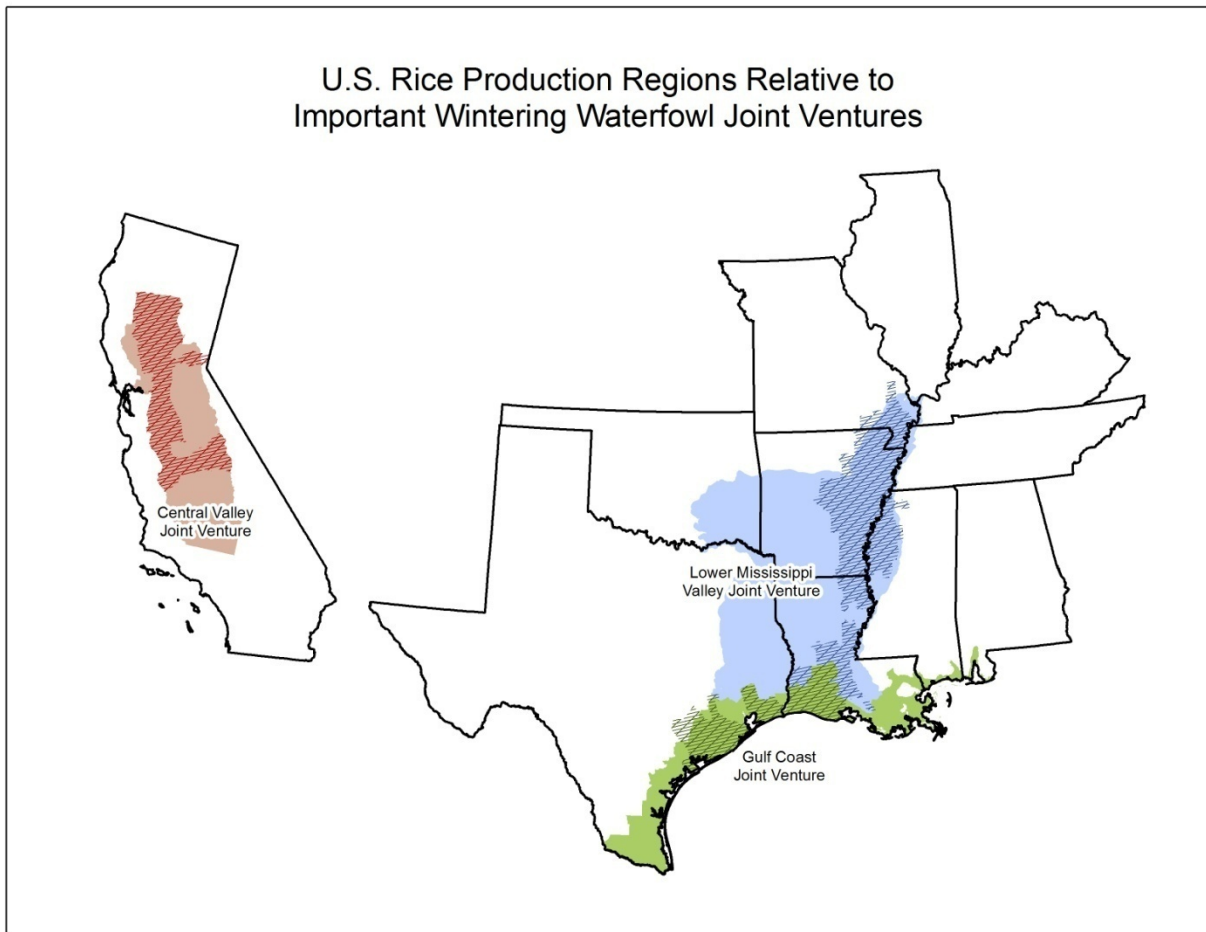 U.S. Rice Production Regions Relative to
Important Wintering Waterfowl Joint Ventures
Central Valley
Joint Venture
Lower Mississippi
Valley Joint Venture
Gulf Coast
Joint Venture